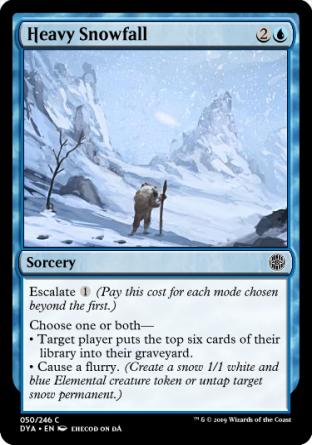 Heavy Snowfall 2
Sorcery
Escalate 1 (Pay this cost for each mode chosen
beyond the first.)
Choose one or both—
• Target player puts the top six cards of their
library into their graveyard.
• Cause a flurry. (Create a snow 1/1 white and
blue Elemental creature token or untap target
snow permanent.)
050/246 C
DYA • EN EHECOD ON DÁ
™ & © 2019 Wizards of the Coast